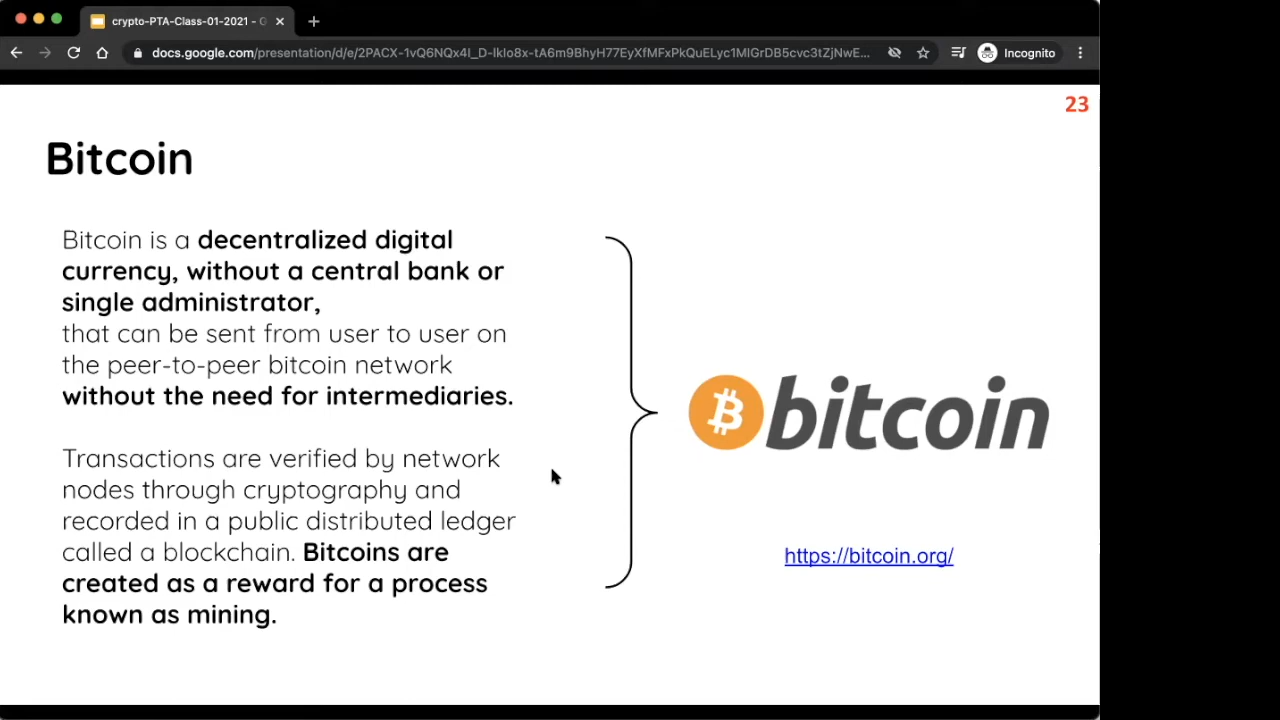 crypto-PTA-Class-01-2021 - G
docs.google.com/presentation/d/e/2PACX-1vQ6NQx4I_D-lkIo8x-tA6m9BhyH77EyXfMFxPkQuELyc1MIGrDB5cvc3tZjNwE...
Incognito
23
Bitcoin
Bitcoin is a decentralized digital
currency, without a central bank or
single administrator,
that can be sent from user to user on
the peer-to-peer bitcoin network
without the need for intermediaries.
Transactions are verified by network
nodes through cryptography and
recorded in a public distributed ledger
called a blockchain. Bitcoins are
created as a reward for a process
known as mining.
bitcoin
https://bitcoin.org/